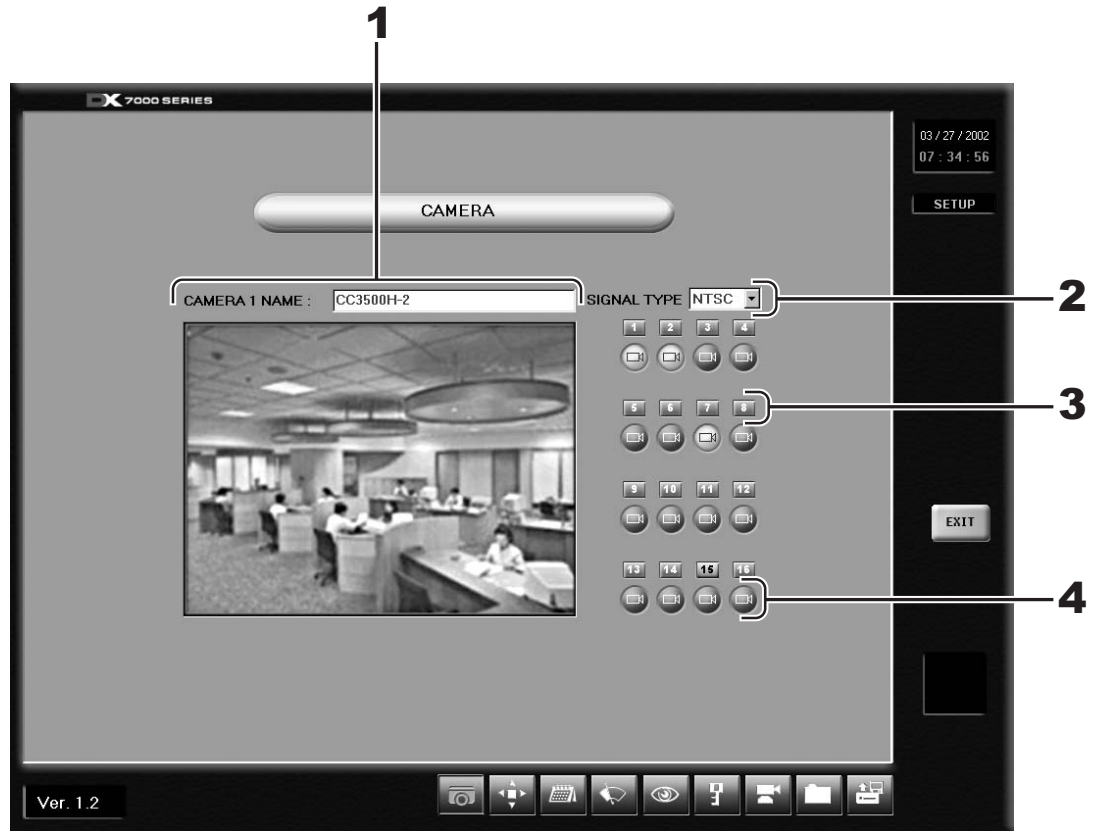 1
DX 7000 SERIES
03 / 27 / 2002
07 : 34 : 56
SETUP
CAMERA
CAMERA 1 NAME : CC3500H-2 SIGNAL TYPE NTSC
2
1 2 3 4
3
5 6 7 8
9 10 11 12
EXIT
13 14 15 16
4
Ver. 1.2